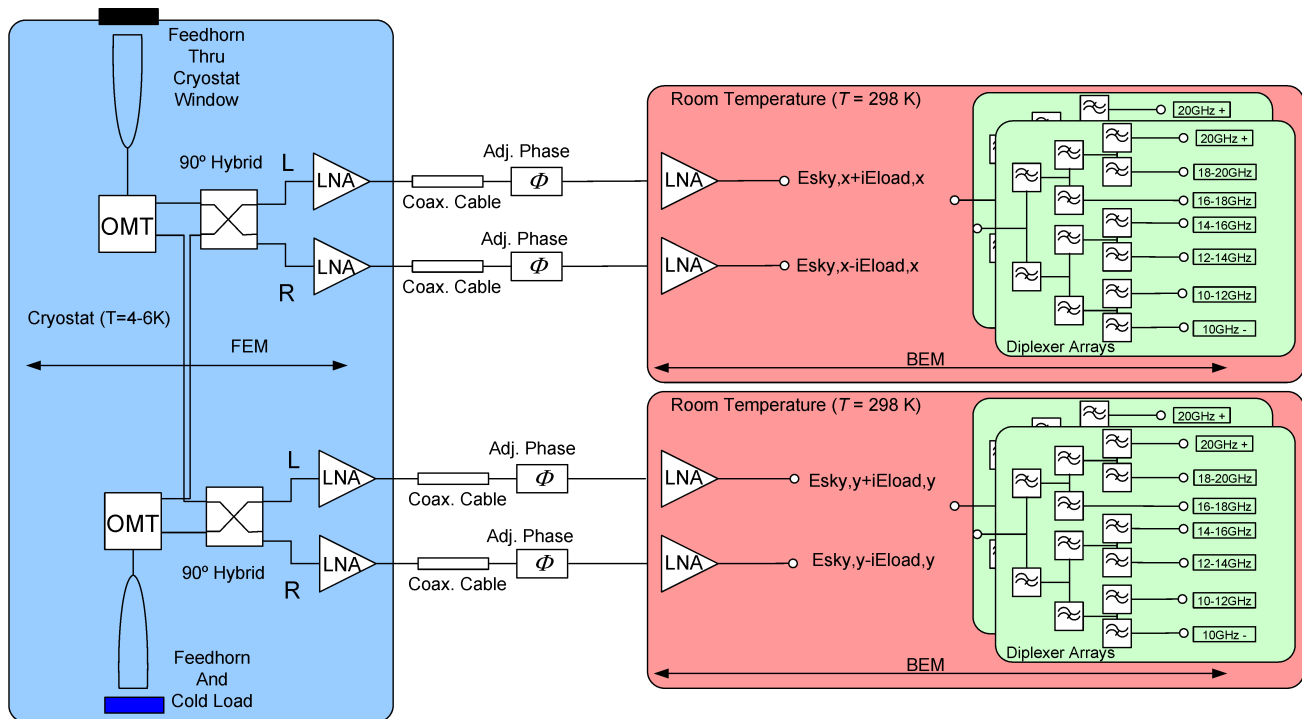 Feedhorn
Thru
Cryostat
Window
90º Hybrid
L
LNA
OMT
R
LNA
Cryostat (T=4-6K)
FEM
L
LNA
OMT
90º Hybrid
R
LNA
Feedhorn
And
Cold Load
Adj. Phase
Φ
Coax. Cable
Adj. Phase
Φ
Coax. Cable
Adj. Phase
Φ
Coax. Cable
Adj. Phase
Φ
Coax. Cable
Room Temperature (T = 298 K)
LNA
Esky,x+iEload,x
LNA
Esky,x-iEload,x
20GHz +
20GHz +
18-20GHz
16-18GHz
14-16GHz
12-14GHz
10-12GHz
10GHz -
Diplexer Arrays
BEM
Room Temperature (T = 298 K)
LNA
Esky,y+iEload,y
LNA
Esky,y-iEload,y
20GHz +
20GHz +
18-20GHz
16-18GHz
14-16GHz
12-14GHz
10-12GHz
10GHz -
Diplexer Arrays
BEM